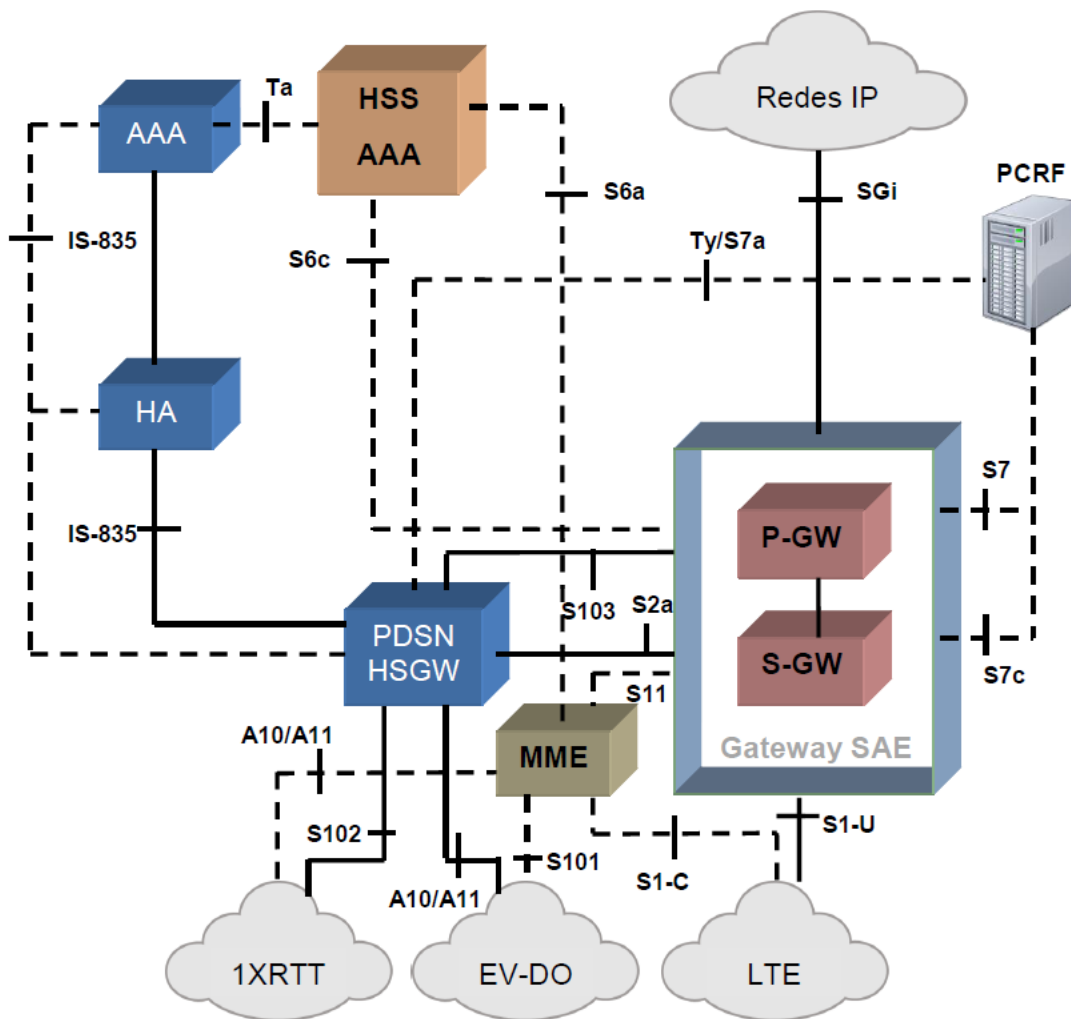 Ta
HSS
AAA
AAA
Redes IP
PCRF
S6a
SGi
IS-835
S6c
Ty/S7a
HA
S7
P-GW
IS-835
S103
S2a
PDSN
HSGW
S-GW
S7c
S11
A10/A11
MME
Gateway SAE
S102
S101
S1-C
S1-U
A10/A11
1XRTT
EV-DO
LTE